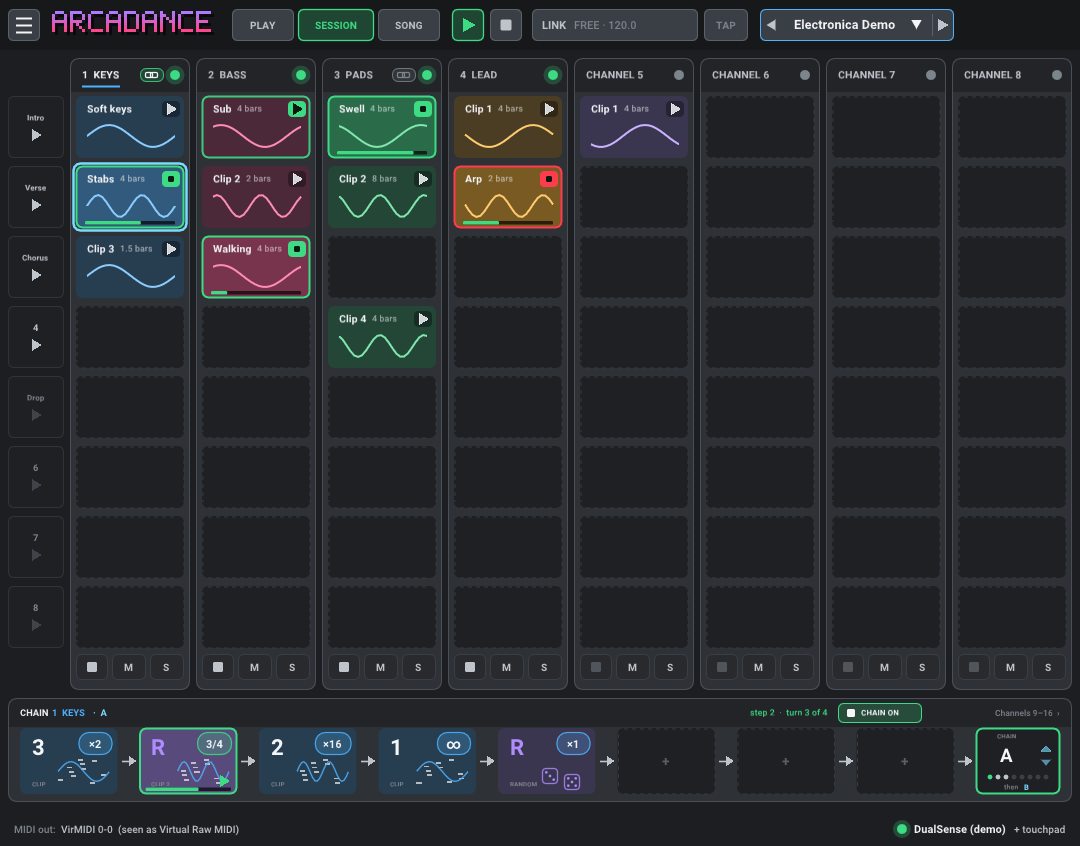 ARCADANCE PLAY SESSION SONG LINK FREE · 120.0 TAP Electronica Demo
1 KEYS 2 BASS 3 PADS 4 LEAD CHANNEL 5 CHANNEL 6 CHANNEL 7 CHANNEL 8
Intro Soft keys Sub 4 bars Swell 4 bars Clip 1 4 bars Clip 1 4 bars
Verse Stabs 4 bars Clip 2 2 bars Clip 2 8 bars Arp 2 bars
Chorus Clip 3 1.5 bars Walking 4 bars
4 Clip 4 4 bars
Drop
6
7
8
M S M S M S M S M S M S M S M S
CHAIN 1 KEYS · A step 2 · turn 3 of 4 CHAIN ON Channels 9–16 ›
3 ×2 R 3/4 2 ×16 1 ∞ R ×1 CHAIN
A
+ + +
CLIP CLIP 2 CLIP CLIP RANDOM then B
MIDI out: VirMIDI 0-0 (seen as Virtual Raw MIDI) DualSense (demo) + touchpad